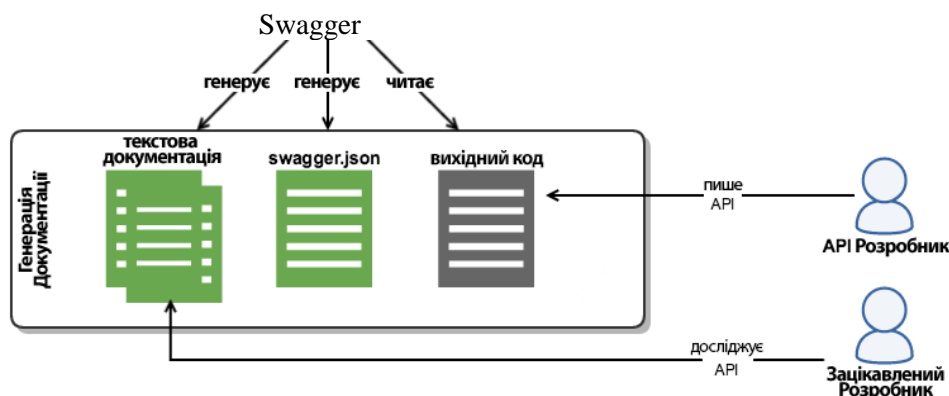 Swagger
генерує генерує читає
текстова
документація swagger.json вихідний код
Генерація
Документації
пише
API
API Розробник
досліджує
API
Зацікавлений
Розробник